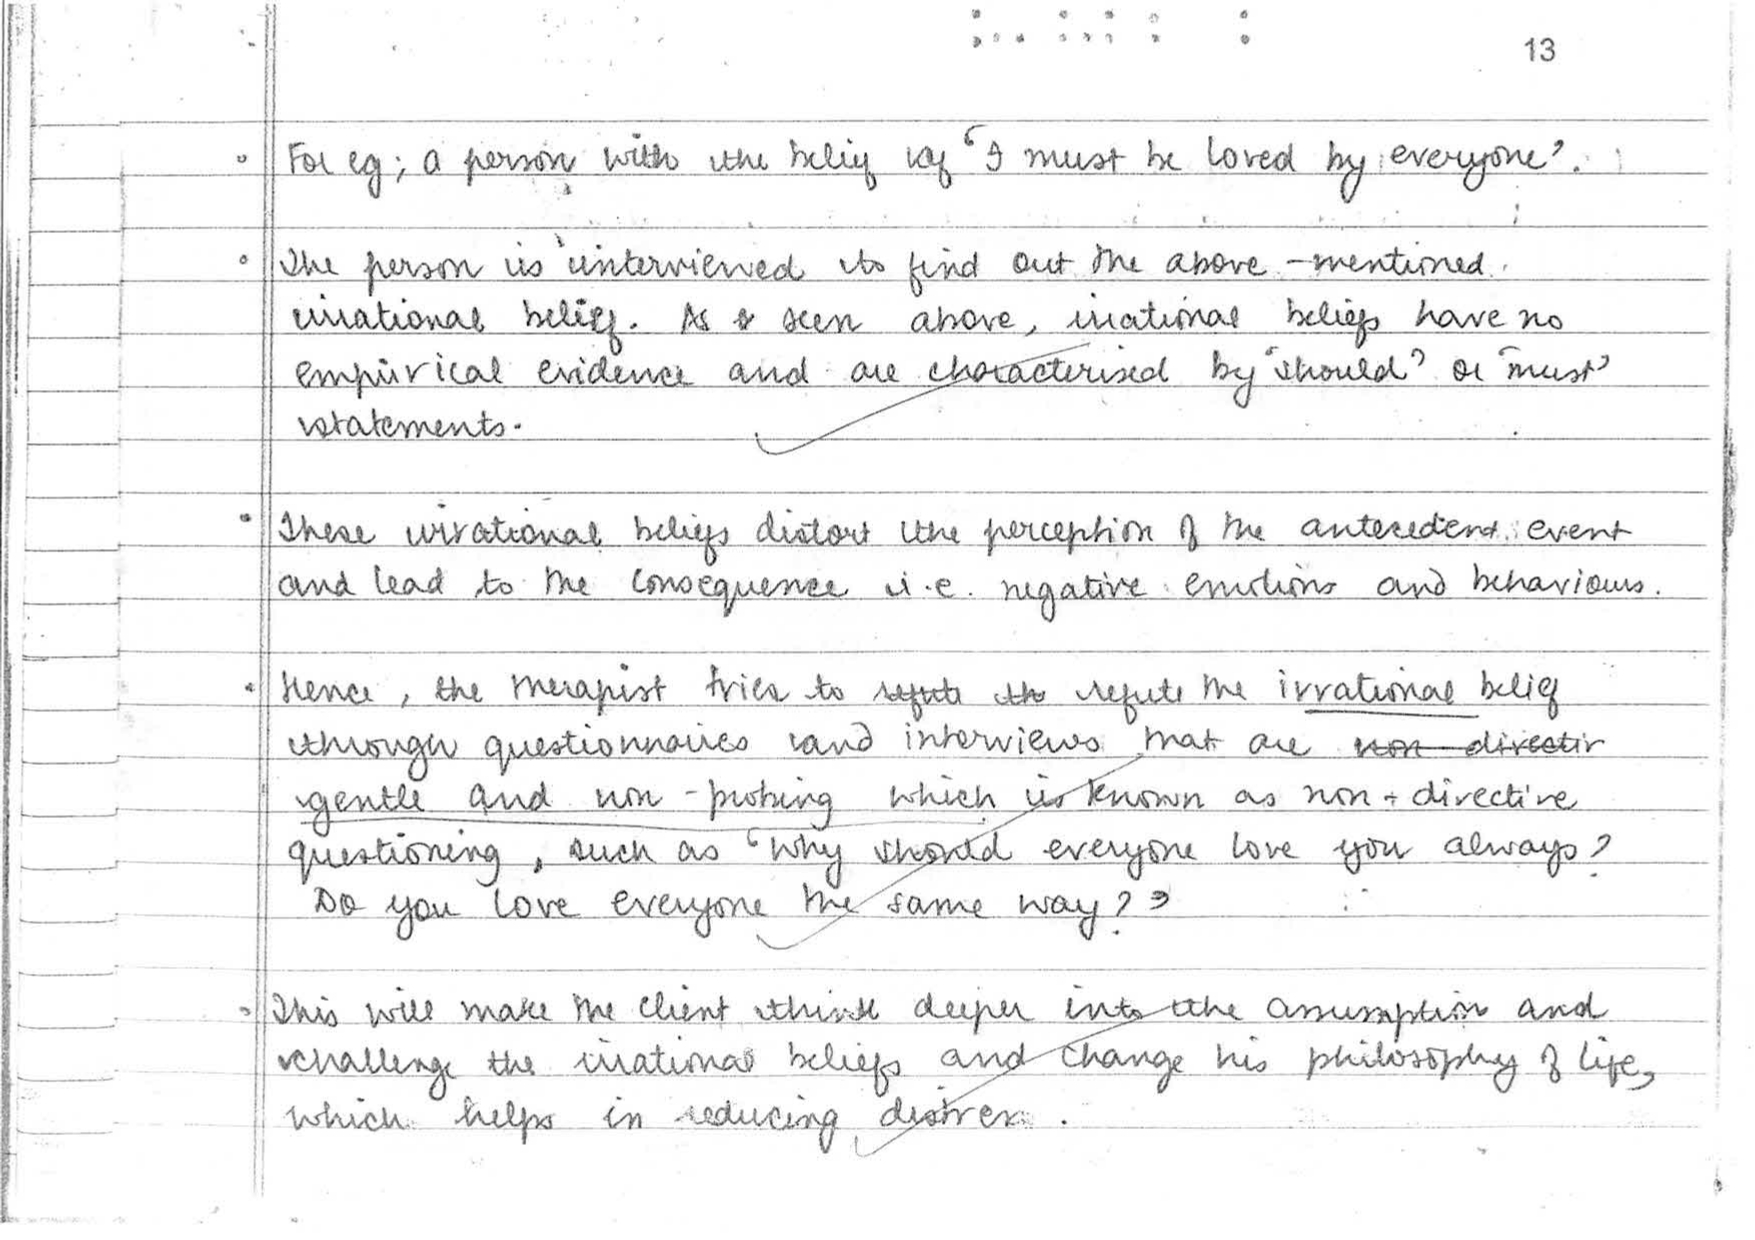 13
• For eg; a person with the belief of 'I must be loved by everyone'.
• The person is interviewed to find out the above-mentioned
irrational belief. As seen above, irrational beliefs have no
empirical evidence and are characterised by 'should' or 'must'
statements.
• These irrational beliefs distort the perception of the antecedent event
and lead to the consequence i.e. negative emotions and behaviours.
• Hence, the therapist tries to refute the refute the irrational belief
through questionnaires and interviews that are non-directiv
gentle and non-probing which is known as non-directive
questioning, such as 'Why should everyone love you always?
Do you love everyone the same way?'
• This will make the client think deeper into the assumption and
challenge the irrational beliefs and change his philosophy of life,
which helps in reducing distress.